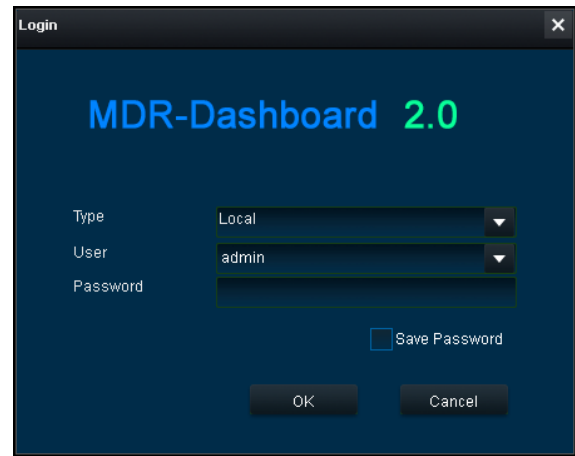 Login
MDR-Dashboard 2.0
Type Local
User admin
Password
Save Password
OK Cancel